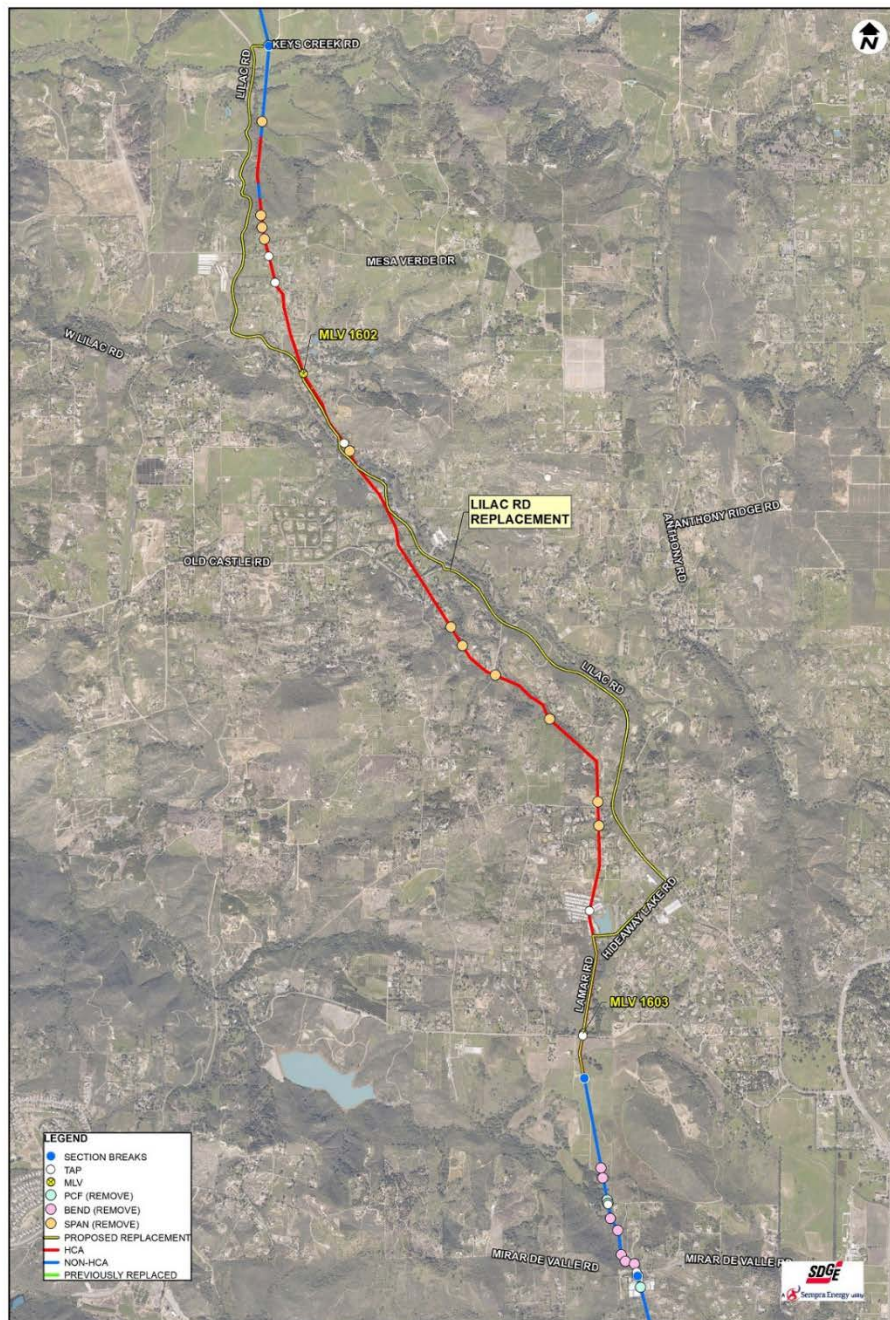 N
KEYS CREEK RD
LILAC RD
MESA VERDE DR
W LILAC RD
MLV 1602
LILAC RD
REPLACEMENT
ANTHONY RIDGE RD
ANTHONY RD
OLD CASTLE RD
LILAC RD
HIDEAWAY LAKE RD
LAMAR RD
MLV 1603
LEGEND
SECTION BREAKS
TAP
MLV
PCF (REMOVE)
BEND (REMOVE)
SPAN (REMOVE)
PROPOSED REPLACEMENT
HCA
NON-HCA
PREVIOUSLY REPLACED
MIRAR DE VALLE RD
MIRAR DE VALLE RD
SDGE
A Sempra Energy utility